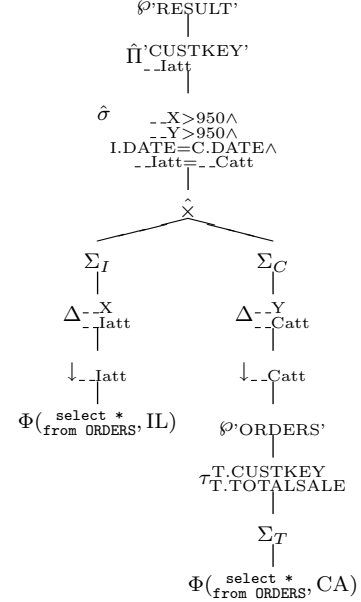 ℘'RESULT'
Π̂'CUSTKEY'
__Iatt
σ̂ __X>950∧
__Y>950∧
I.DATE=C.DATE∧
__Iatt=__Catt
×̂
Σ_I Σ_C
Δ__X
__Iatt
Δ__Y
__Catt
↓__Iatt ↓__Catt
Φ(select *
from ORDERS, IL)
℘'ORDERS'
τT.CUSTKEY
T.TOTALSALE
Σ_T
Φ(select *
from ORDERS, CA)